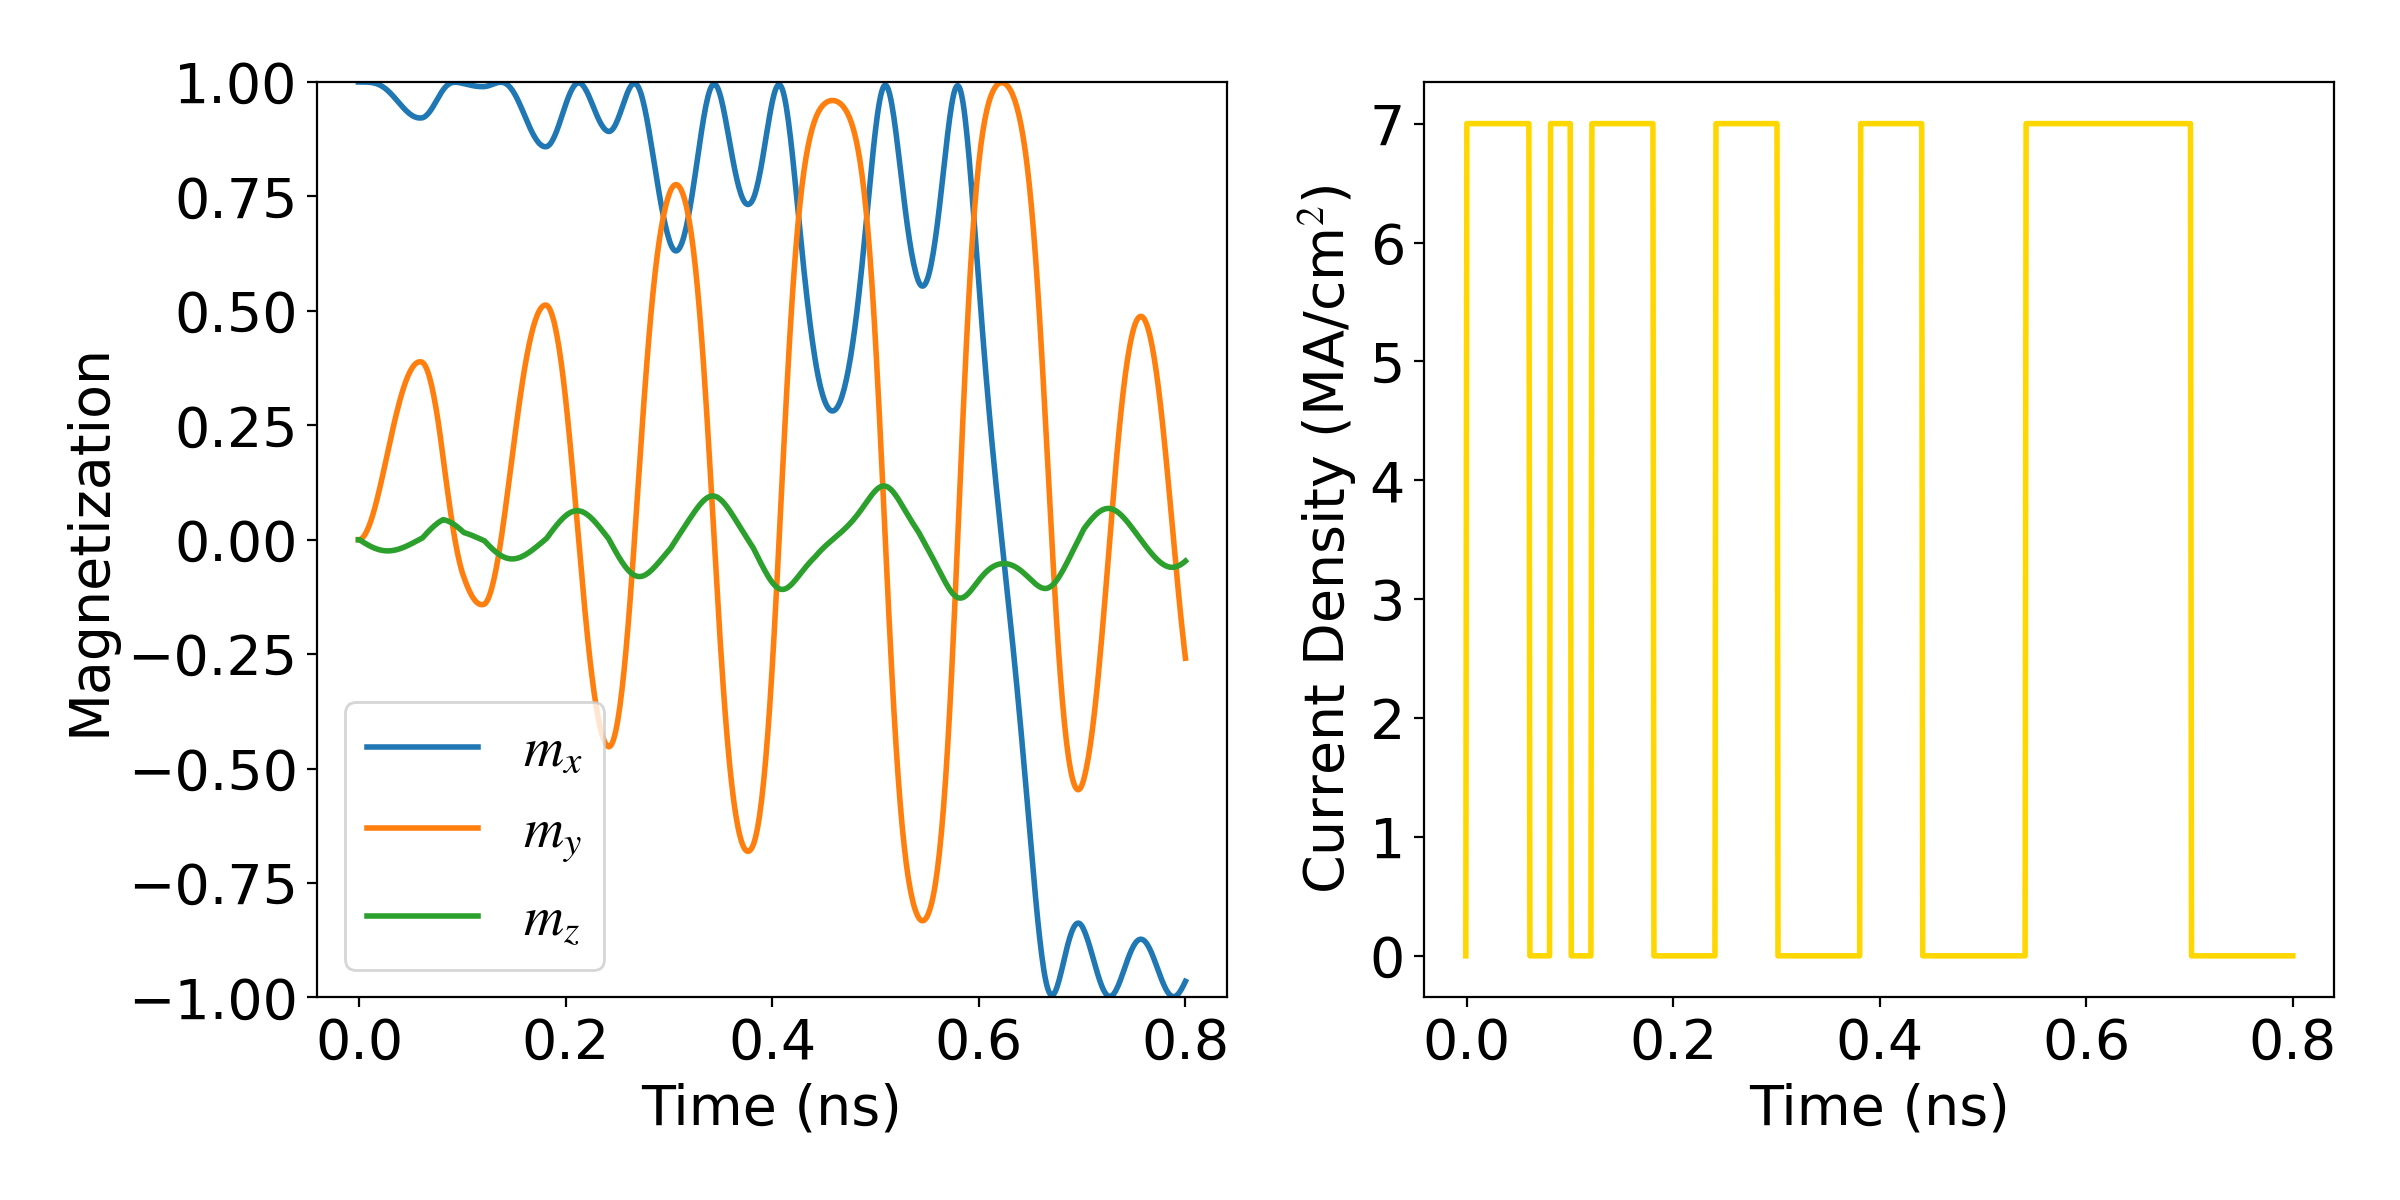 1.00
0.75
0.50
0.25
0.00
−0.25
−0.50
−0.75
−1.00
Magnetization
m_x
m_y
m_z
0.0 0.2 0.4 0.6 0.8
Time (ns)
7
6
5
4
3
2
1
0
Current Density (MA/cm²)
0.0 0.2 0.4 0.6 0.8
Time (ns)